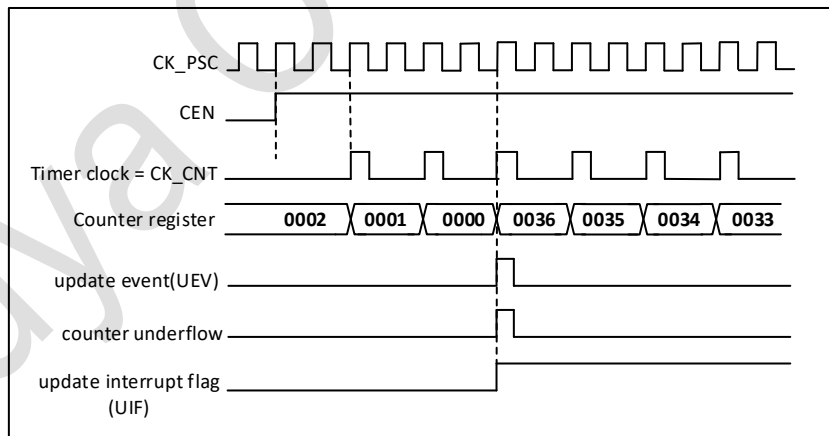 CK_PSC
CEN
Timer clock = CK_CNT
Counter register 0002 0001 0000 0036 0035 0034 0033
update event(UEV)
counter underflow
update interrupt flag
(UIF)